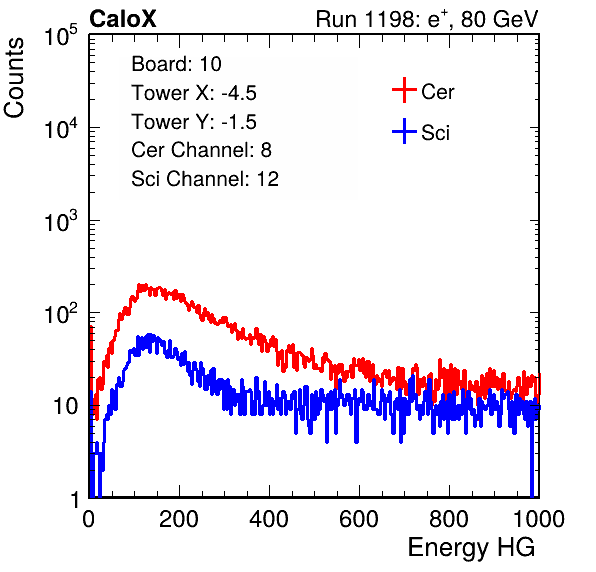 CaloX Run 1198: e⁺, 80 GeV
Counts
10⁵
10⁴
10³
10²
10
1
Board: 10
Tower X: -4.5
Tower Y: -1.5
Cer Channel: 8
Sci Channel: 12
Cer
Sci
0 200 400 600 800 1000
Energy HG